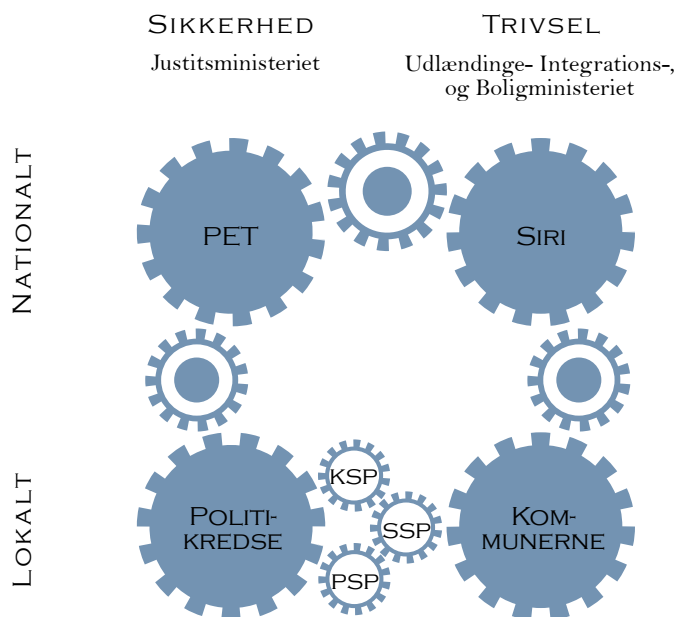 SIKKERHED
TRIVSEL
Justitsministeriet
Udlændinge- Integrations-,
og Boligministeriet
NATIONALT
PET
SIRI
LOKALT
POLITI-
KREDSE
KSP
SSP
PSP
KOM-
MUNERNE